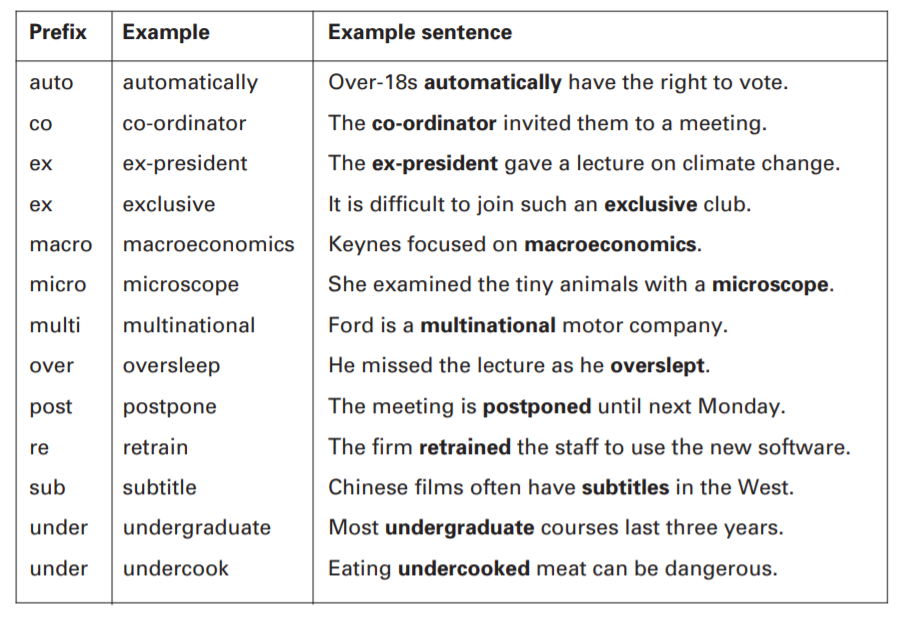 Prefix Example Example sentence
auto automatically Over-18s automatically have the right to vote.
co co-ordinator The co-ordinator invited them to a meeting.
ex ex-president The ex-president gave a lecture on climate change.
ex exclusive It is difficult to join such an exclusive club.
macro macroeconomics Keynes focused on macroeconomics.
micro microscope She examined the tiny animals with a microscope.
multi multinational Ford is a multinational motor company.
over oversleep He missed the lecture as he overslept.
post postpone The meeting is postponed until next Monday.
re retrain The firm retrained the staff to use the new software.
sub subtitle Chinese films often have subtitles in the West.
under undergraduate Most undergraduate courses last three years.
under undercook Eating undercooked meat can be dangerous.